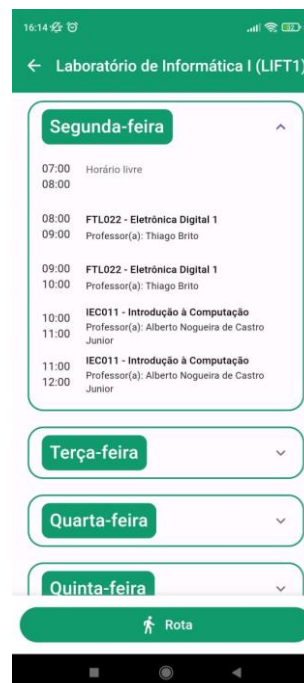 16:14
← Laboratório de Informática I (LIFT1)
Segunda-feira
07:00 Horário livre
08:00
08:00 FTL022 - Eletrônica Digital 1
09:00 Professor(a): Thiago Brito
09:00 FTL022 - Eletrônica Digital 1
10:00 Professor(a): Thiago Brito
10:00 IEC011 - Introdução à Computação
11:00 Professor(a): Alberto Nogueira de Castro
Junior
11:00 IEC011 - Introdução à Computação
12:00 Professor(a): Alberto Nogueira de Castro
Junior
Terça-feira
Quarta-feira
Quinta-feira
Rota